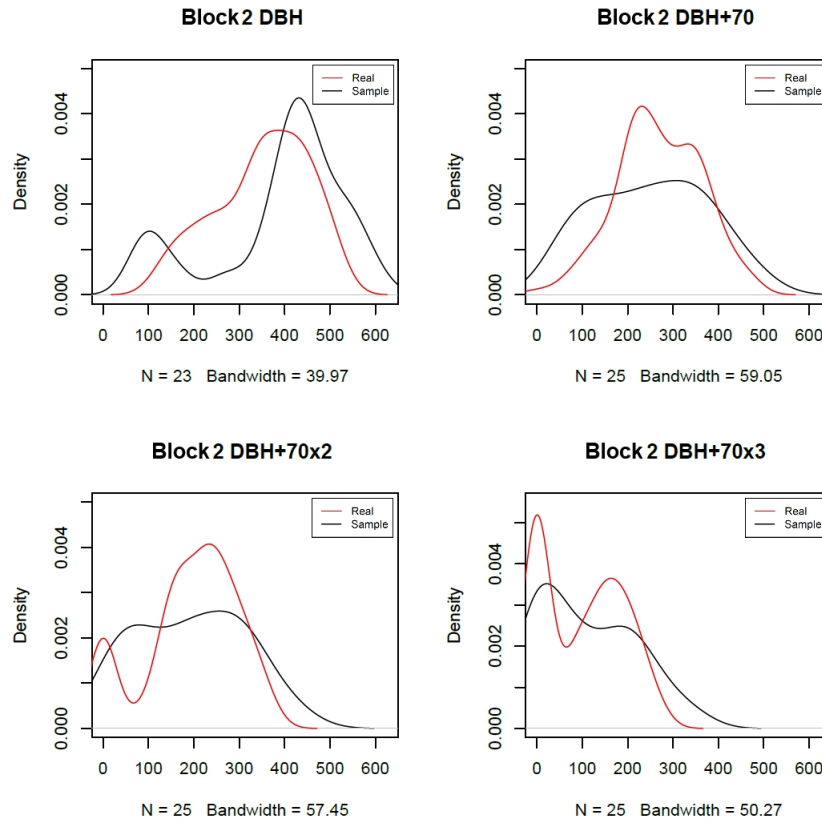 Block 2 DBH
Real
Sample
Density
0.000
0.002
0.004
0 100 200 300 400 500 600
N = 23 Bandwidth = 39.97
Block 2 DBH+70
Real
Sample
Density
0.000
0.002
0.004
0 100 200 300 400 500 600
N = 25 Bandwidth = 59.05
Block 2 DBH+70x2
Real
Sample
Density
0.000
0.002
0.004
0 100 200 300 400 500 600
N = 25 Bandwidth = 57.45
Block 2 DBH+70x3
Real
Sample
Density
0.000
0.002
0.004
0 100 200 300 400 500 600
N = 25 Bandwidth = 50.27